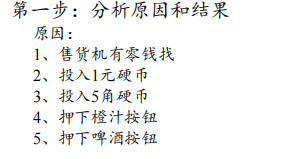 第一步：分析原因和结果
原因：
1、售货机有零钱找
2、投入1元硬币
3、投入5角硬币
4、押下橙汁按钮
5、押下啤酒按钮